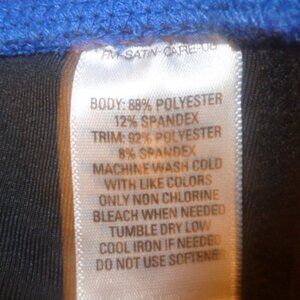 BODY: 88% POLYESTER
12% SPANDEX
TRIM: 92% POLYESTER
8% SPANDEX
MACHINE WASH COLD
WITH LIKE COLORS
ONLY NON CHLORINE
BLEACH WHEN NEEDED
TUMBLE DRY LOW
COOL IRON IF NEEDED
DO NOT USE SOFTENE